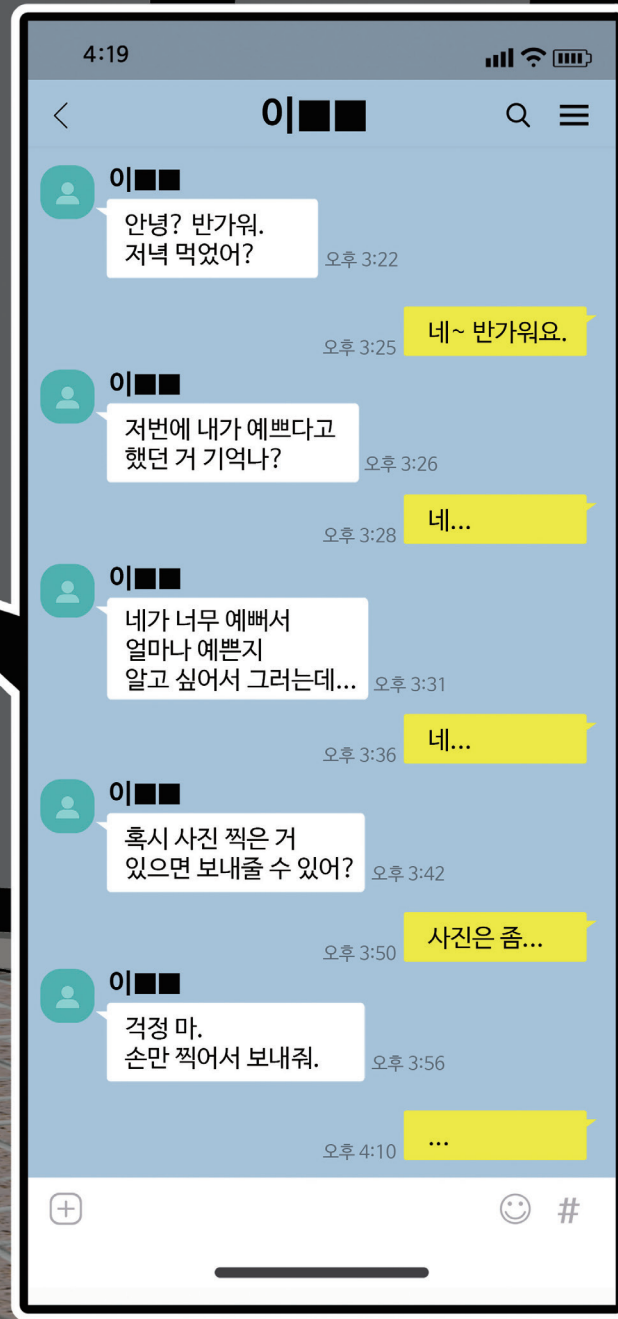 4:19
이■■
이■■
안녕? 반가워.
저녁 먹었어?
오후 3:22
네~ 반가워요.
오후 3:25
이■■
저번에 내가 예쁘다고
했던 거 기억나?
오후 3:26
네...
오후 3:28
이■■
네가 너무 예뻐서
얼마나 예쁜지
알고 싶어서 그러는데...
오후 3:31
네...
오후 3:36
이■■
혹시 사진 찍은 거
있으면 보내줄 수 있어?
오후 3:42
사진은 좀...
오후 3:50
이■■
걱정 마.
손만 찍어서 보내줘.
오후 3:56
...
오후 4:10
#